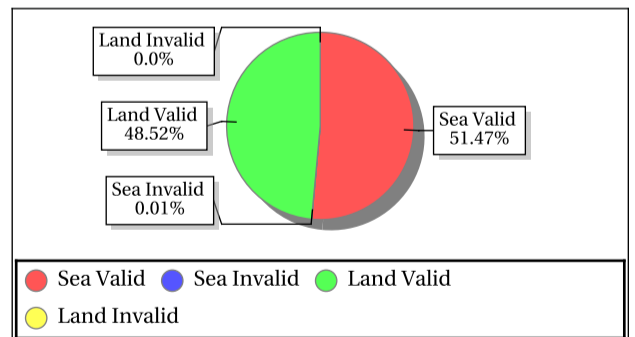 Land Invalid
0.0%
Land Valid
48.52%
Sea Valid
51.47%
Sea Invalid
0.01%
Sea Valid Sea Invalid Land Valid
Land Invalid